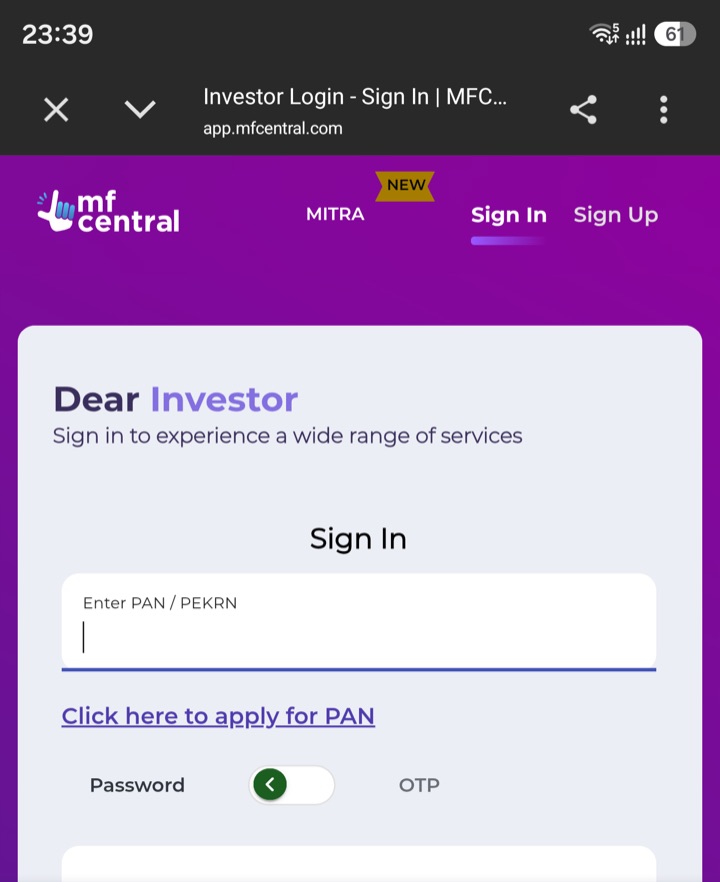 23:39
5
61
Investor Login - Sign In | MFC...
app.mfcentral.com
NEW
mf central
MITRA
Sign In
Sign Up
Dear Investor
Sign in to experience a wide range of services
Sign In
Enter PAN / PEKRN
Click here to apply for PAN
Password
OTP